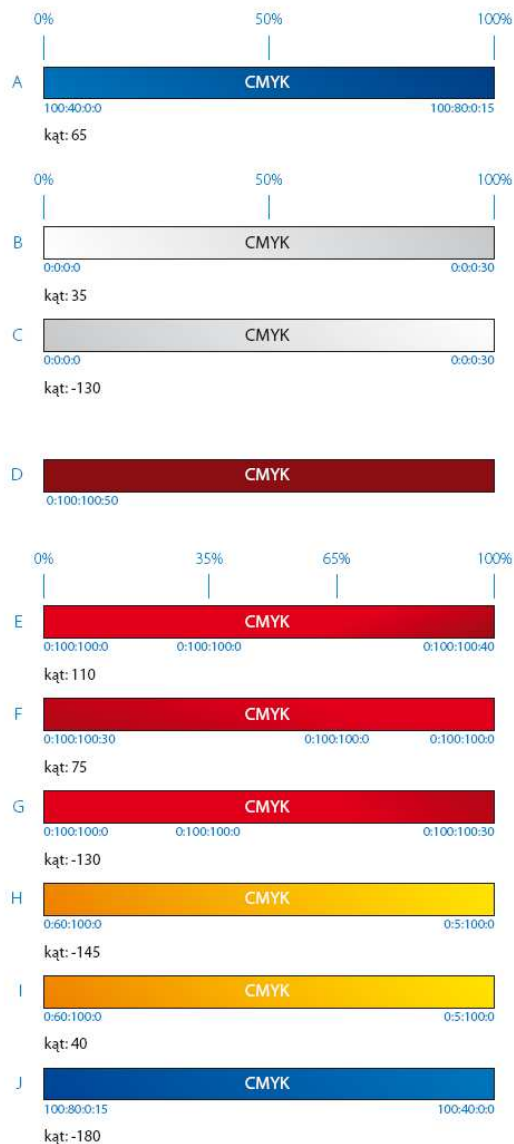 0% 50% 100%
A CMYK
100:40:0:0 100:80:0:15
kąt: 65
0% 50% 100%
B CMYK
0:0:0:0 0:0:0:30
kąt: 35
C CMYK
0:0:0:0 0:0:0:30
kąt: -130
D CMYK
0:100:100:50
0% 35% 65% 100%
E CMYK
0:100:100:0 0:100:100:0 0:100:100:40
kąt: 110
F CMYK
0:100:100:30 0:100:100:0 0:100:100:0
kąt: 75
G CMYK
0:100:100:0 0:100:100:0 0:100:100:30
kąt: -130
H CMYK
0:60:100:0 0:5:100:0
kąt: -145
I CMYK
0:60:100:0 0:5:100:0
kąt: 40
J CMYK
100:80:0:15 100:40:0:0
kąt: -180